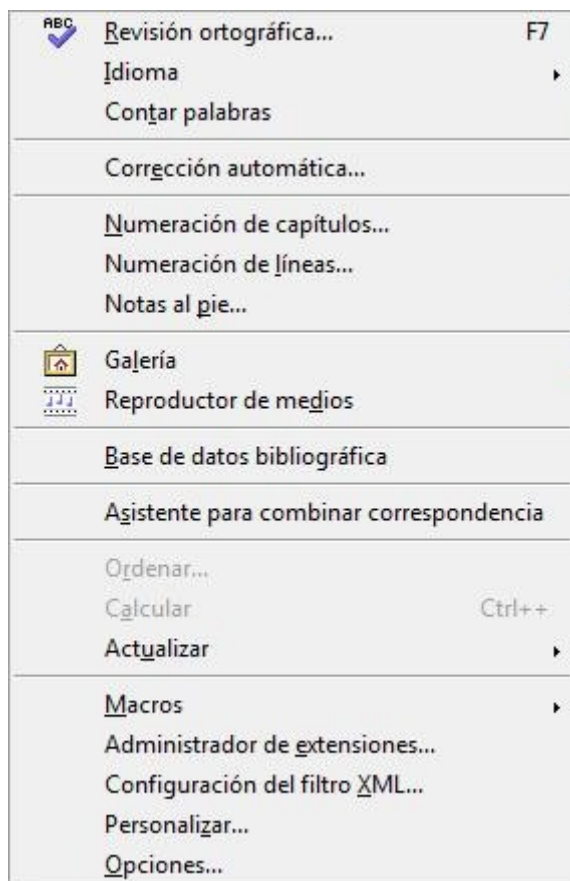 ABC Revisión ortográfica... F7
Idioma
Contar palabras
Corrección automática...
Numeración de capítulos...
Numeración de líneas...
Notas al pie...
Galería
Reproductor de medios
Base de datos bibliográfica
Asistente para combinar correspondencia
Ordenar...
Calcular Ctrl++
Actualizar
Macros
Administrador de extensiones...
Configuración del filtro XML...
Personalizar...
Opciones...